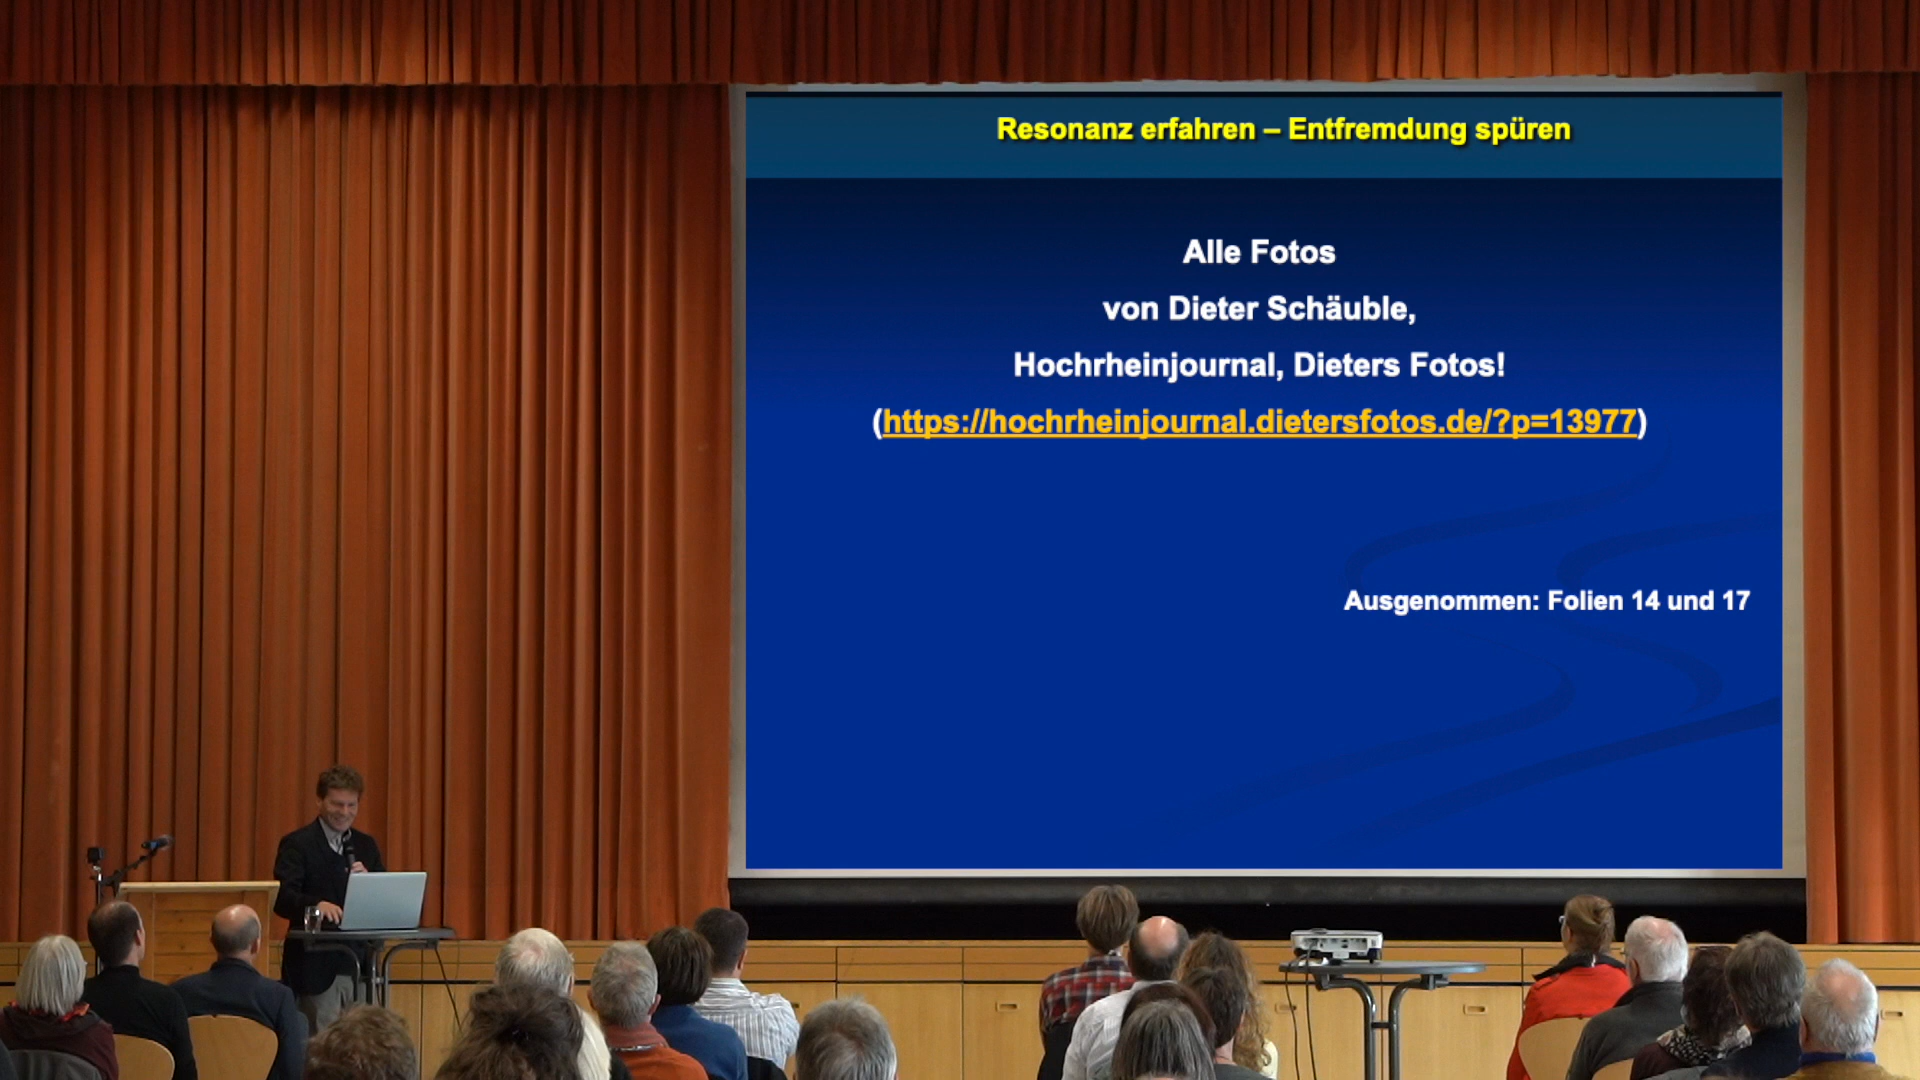 Resonanz erfahren – Entfremdung spüren
Alle Fotos
von Dieter Schäuble,
Hochrheinjournal, Dieters Fotos!
(https://hochrheinjournal.dietersfotos.de/?p=13977)
Ausgenommen: Folien 14 und 17